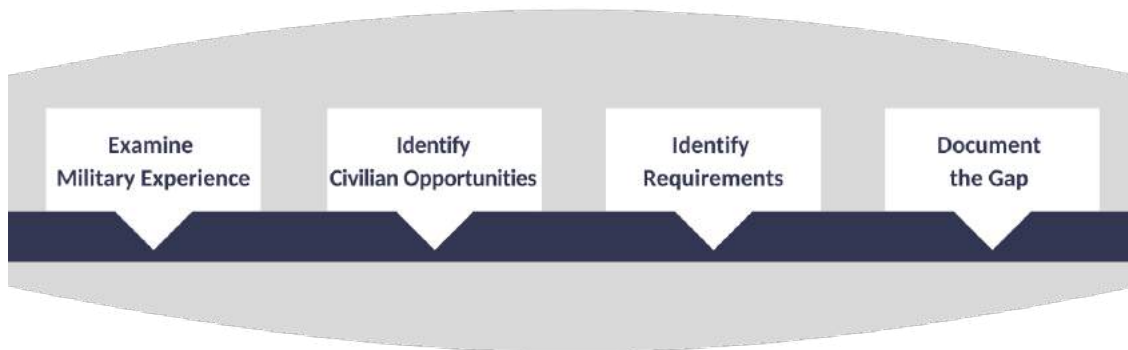 Examine
Military Experience
Identify
Civilian Opportunities
Identify
Requirements
Document
the Gap